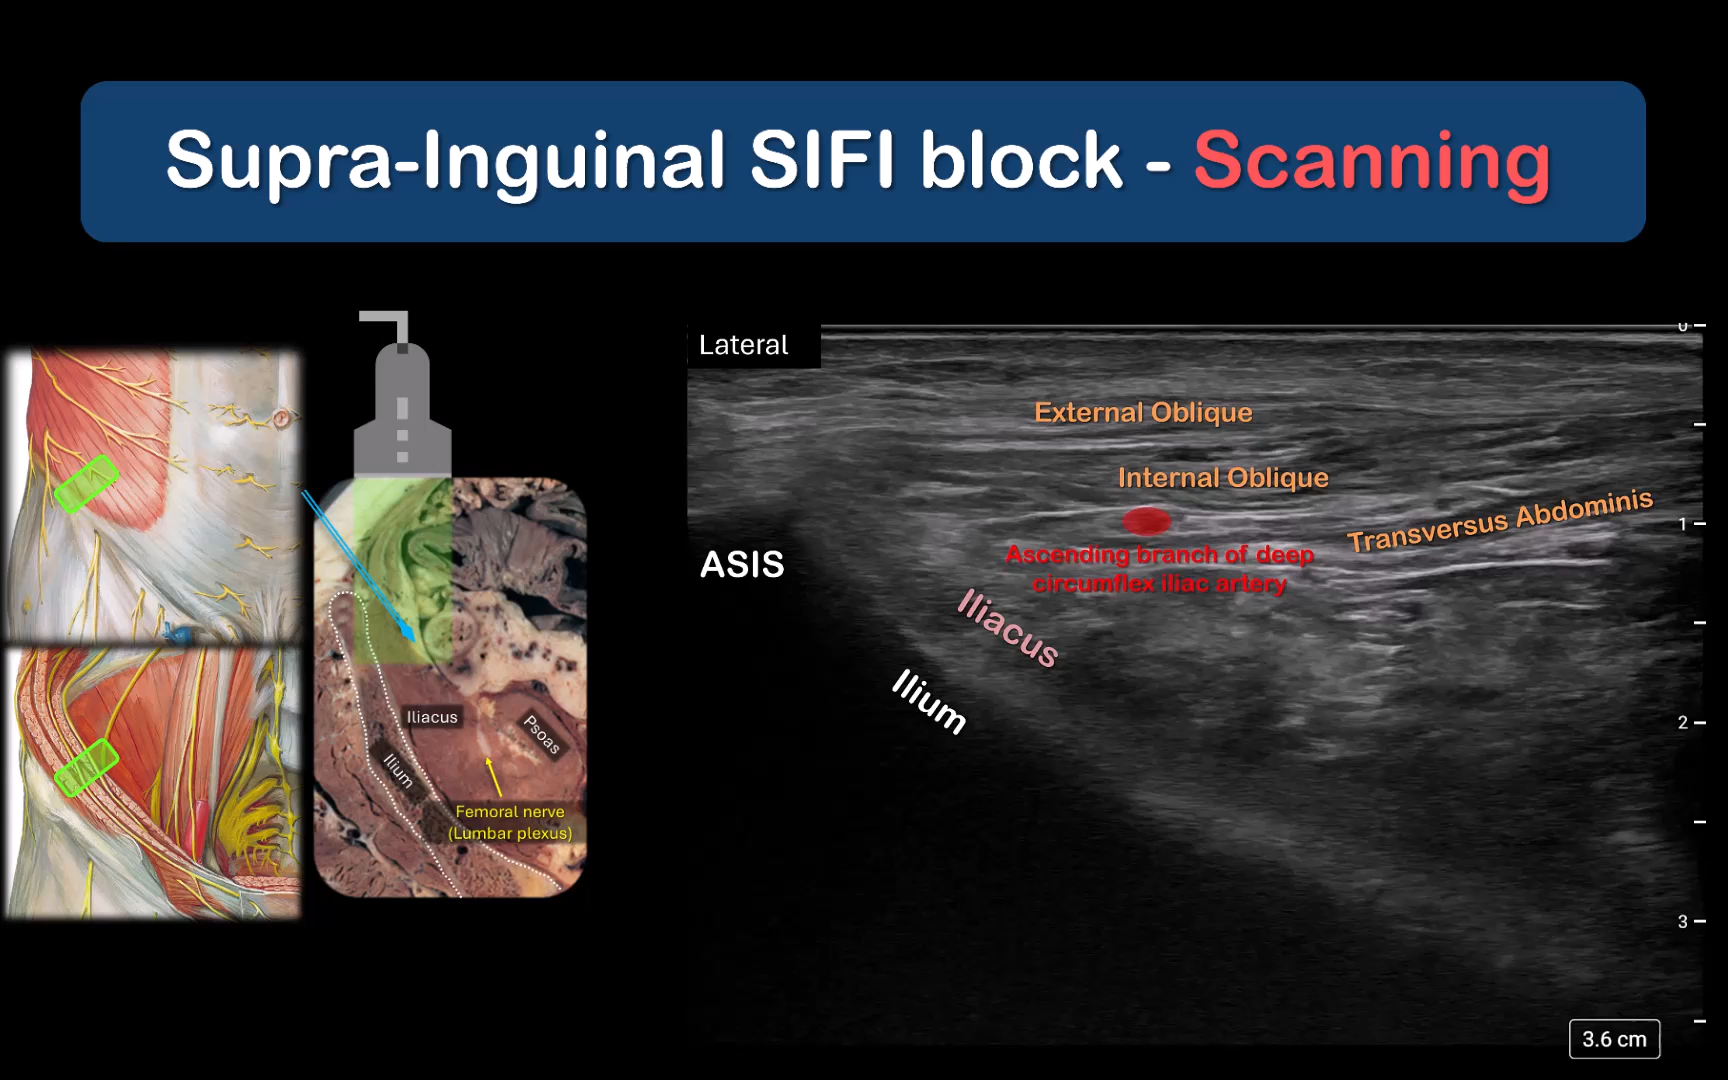 Supra-Inguinal SIFI block - Scanning
Lateral
External Oblique
Internal Oblique
Transversus Abdominis
Ascending branch of deep
circumflex iliac artery
ASIS
Iliacus
Ilium
Iliacus
Psoas
Ilium
Femoral nerve
(Lumbar plexus)
0
1
2
3
3.6 cm